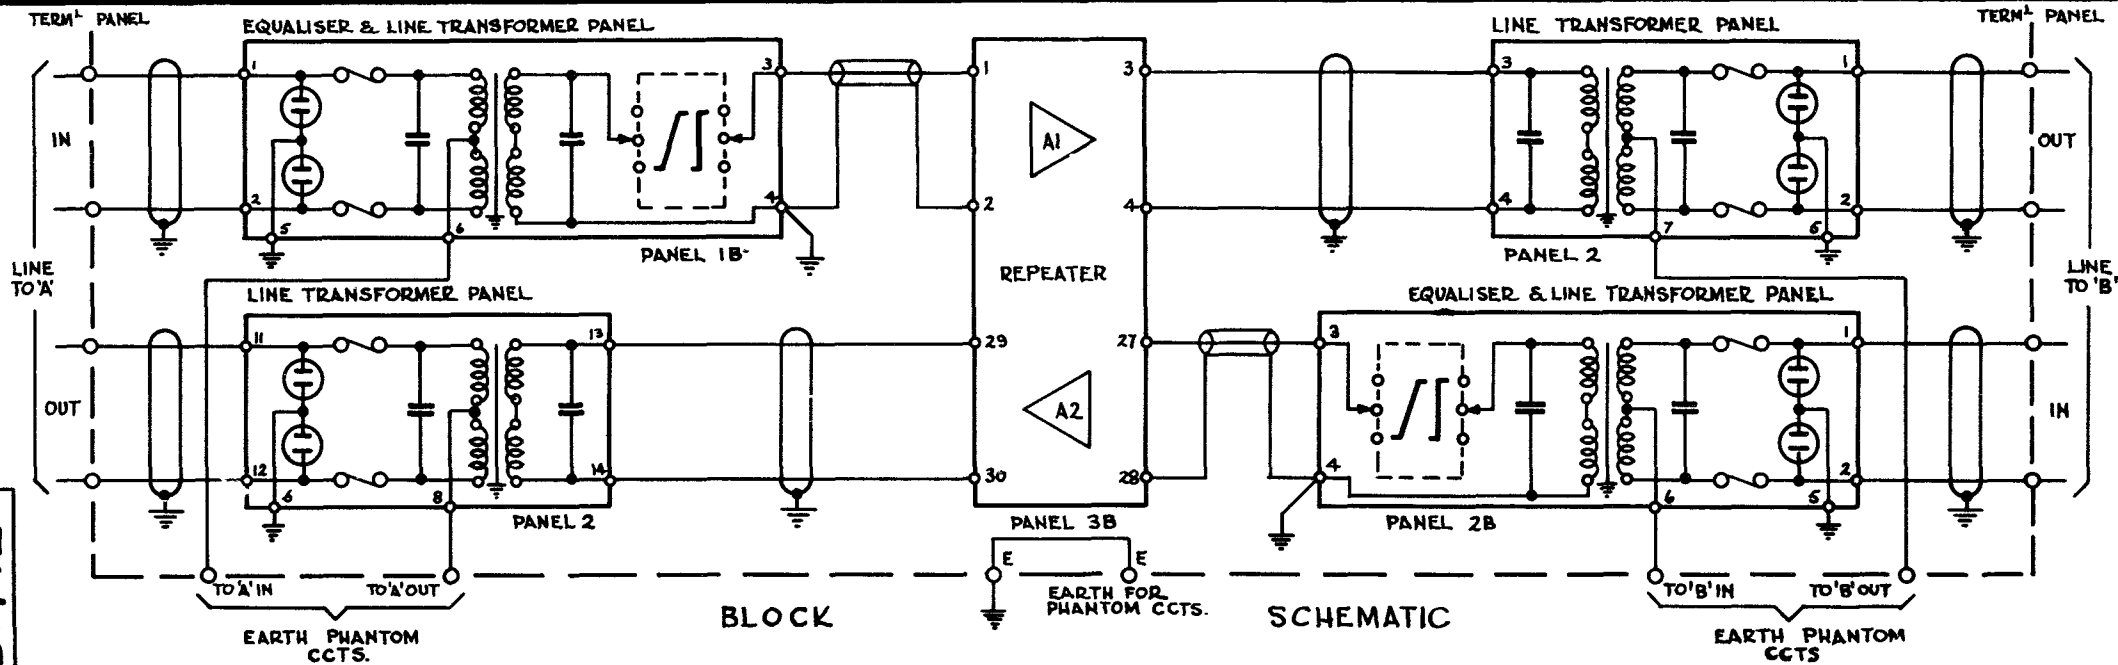 TERM^L PANEL
EQUALISER & LINE TRANSFORMER PANEL
LINE TRANSFORMER PANEL
TERM^L PANEL
1
3
1
3
3
1
IN
A1
OUT
2
4
2
4
4
2
5
6
7
6
PANEL 1B
PANEL 2
LINE
TO 'A'
REPEATER
LINE
TO 'B'
LINE TRANSFORMER PANEL
EQUALISER & LINE TRANSFORMER PANEL
11
13
29
27
3
1
OUT
A2
IN
12
14
30
28
4
2
6
8
6
5
PANEL 2
PANEL 3B
PANEL 2B
E
E
TO 'A' IN
TO 'A' OUT
EARTH FOR
PHANTOM CCTS.
TO 'B' IN
TO 'B' OUT
BLOCK
SCHEMATIC
EARTH PHANTOM
CCTS.
EARTH PHANTOM
CCTS